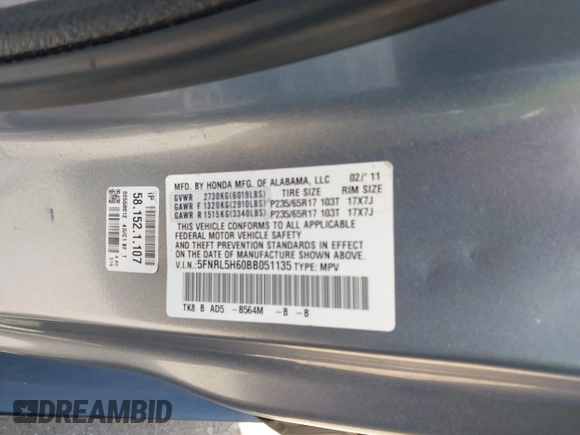 MFD. BY HONDA MFG. OF ALABAMA, LLC 02/'11
GVWR 2730KG(6019LBS) TIRE SIZE RIM SIZE
GAWR F 1320KG(2910LBS) P235/65R17 103T 17X7J
GAWR R 1515KG(3340LBS) P235/65R17 103T 17X7J
THIS VEHICLE CONFORMS TO ALL APPLICABLE
FEDERAL MOTOR VEHICLE SAFETY
AND THEFT PREVENTION STANDARDS IN EFFECT
ON THE DATE OF MANUFACTURE SHOWN ABOVE.
V.I.N.: 5FNRL5H60BB051135 TYPE: MPV
TK8 B AD5 -B564M -B -B
iP
58.152.1.107
DREAMBID